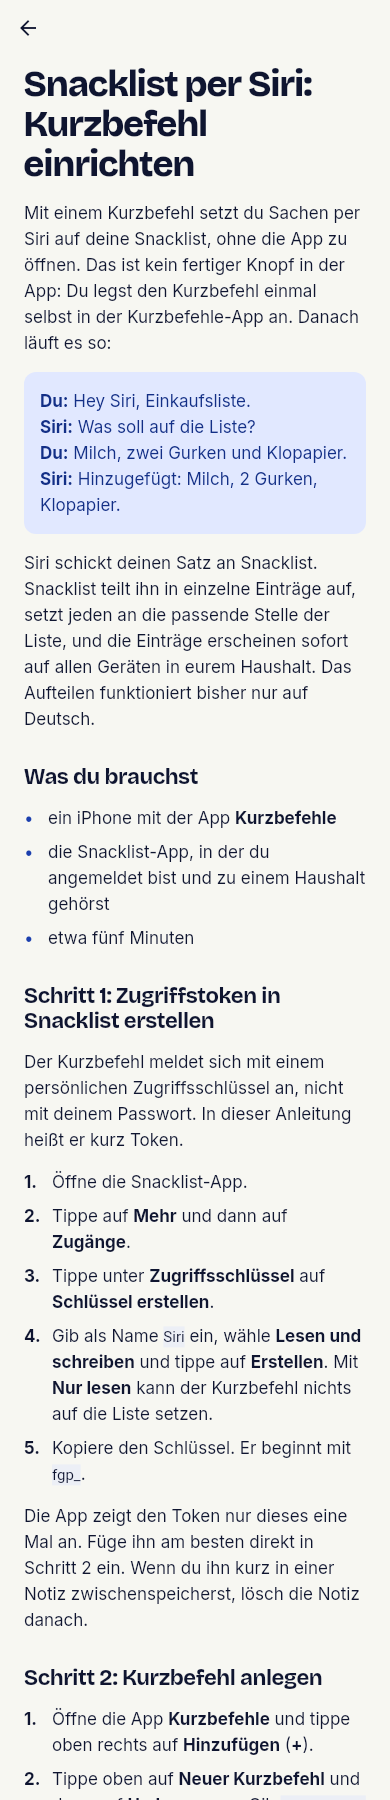 Snacklist per Siri:
Kurzbefehl
einrichten
Mit einem Kurzbefehl setzt du Sachen per
Siri auf deine Snacklist, ohne die App zu
öffnen. Das ist kein fertiger Knopf in der
App: Du legst den Kurzbefehl einmal
selbst in der Kurzbefehle-App an. Danach
läuft es so:
Du: Hey Siri, Einkaufsliste.
Siri: Was soll auf die Liste?
Du: Milch, zwei Gurken und Klopapier.
Siri: Hinzugefügt: Milch, 2 Gurken,
Klopapier.
Siri schickt deinen Satz an Snacklist.
Snacklist teilt ihn in einzelne Einträge auf,
setzt jeden an die passende Stelle der
Liste, und die Einträge erscheinen sofort
auf allen Geräten in eurem Haushalt. Das
Aufteilen funktioniert bisher nur auf
Deutsch.
Was du brauchst
• ein iPhone mit der App Kurzbefehle
• die Snacklist-App, in der du
angemeldet bist und zu einem Haushalt
gehörst
• etwa fünf Minuten
Schritt 1: Zugriffstoken in
Snacklist erstellen
Der Kurzbefehl meldet sich mit einem
persönlichen Zugriffsschlüssel an, nicht
mit deinem Passwort. In dieser Anleitung
heißt er kurz Token.
1. Öffne die Snacklist-App.
2. Tippe auf Mehr und dann auf
Zugänge.
3. Tippe unter Zugriffsschlüssel auf
Schlüssel erstellen.
4. Gib als Name Siri ein, wähle Lesen und
schreiben und tippe auf Erstellen. Mit
Nur lesen kann der Kurzbefehl nichts
auf die Liste setzen.
5. Kopiere den Schlüssel. Er beginnt mit
fgp_.
Die App zeigt den Token nur dieses eine
Mal an. Füge ihn am besten direkt in
Schritt 2 ein. Wenn du ihn kurz in einer
Notiz zwischenspeicherst, lösch die Notiz
danach.
Schritt 2: Kurzbefehl anlegen
1. Öffne die App Kurzbefehle und tippe
oben rechts auf Hinzufügen (+).
2. Tippe oben auf Neuer Kurzbefehl und